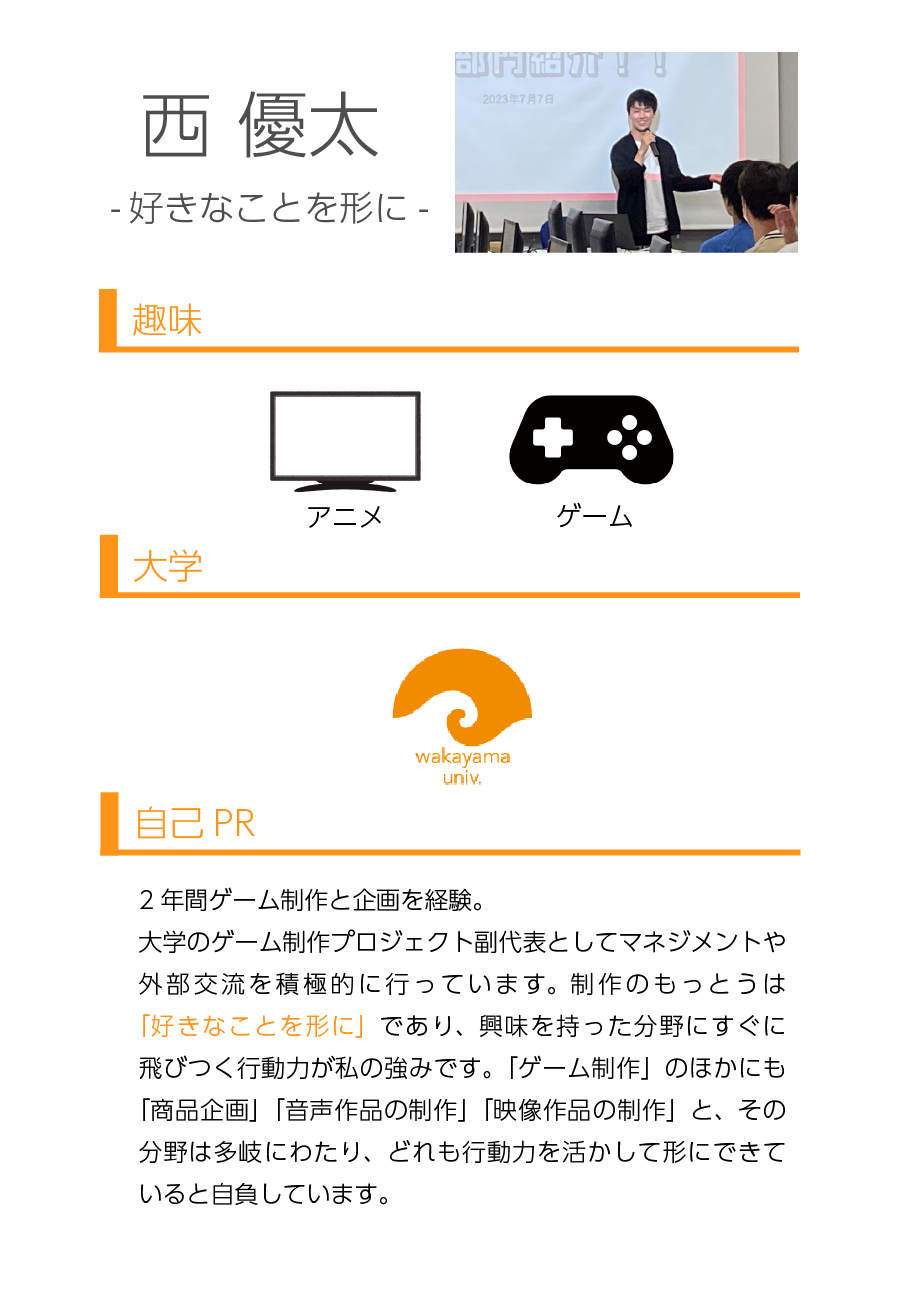 西 優太
- 好きなことを形に -
部門紹介！！
2023年7月7日
趣味
アニメ
ゲーム
大学
wakayama
univ.
自己 PR
2 年間ゲーム制作と企画を経験。
大学のゲーム制作プロジェクト副代表としてマネジメントや
外部交流を積極的に行っています。制作のもっとうは
「好きなことを形に」であり、興味を持った分野にすぐに
飛びつく行動力が私の強みです。「ゲーム制作」のほかにも
「商品企画」「音声作品の制作」「映像作品の制作」と、その
分野は多岐にわたり、どれも行動力を活かして形にできて
いると自負しています。